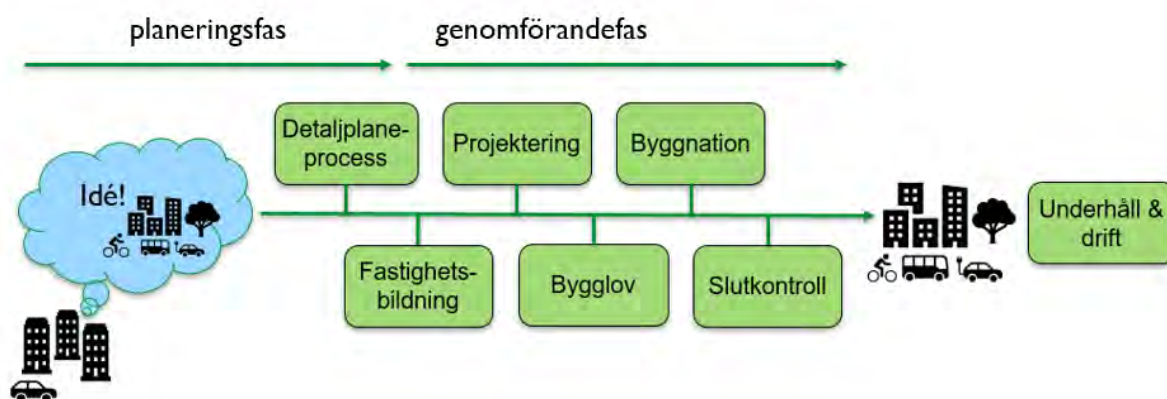 planeringsfas
genomförandefas
Detaljplane-
process
Projektering
Byggnation
Idé!
Underhåll &
drift
Fastighets-
bildning
Bygglov
Slutkontroll